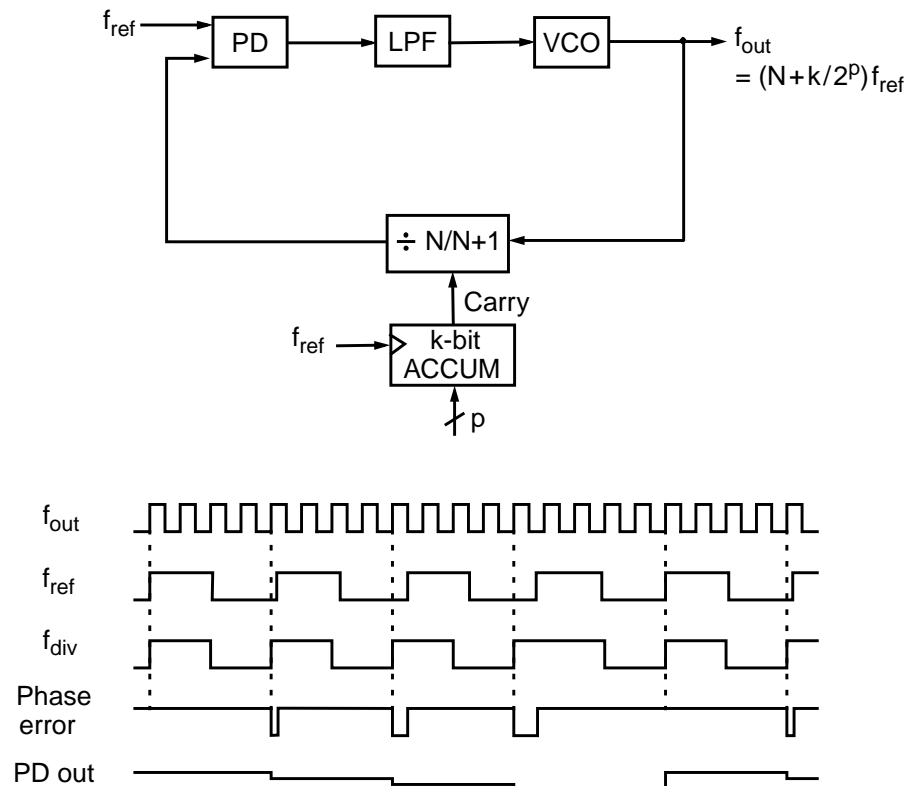 f_ref
PD
LPF
VCO
f_out
= (N+k/2^p) f_ref
÷ N/N+1
Carry
f_ref
k-bit
ACCUM
p
f_out
f_ref
f_div
Phase
error
PD out